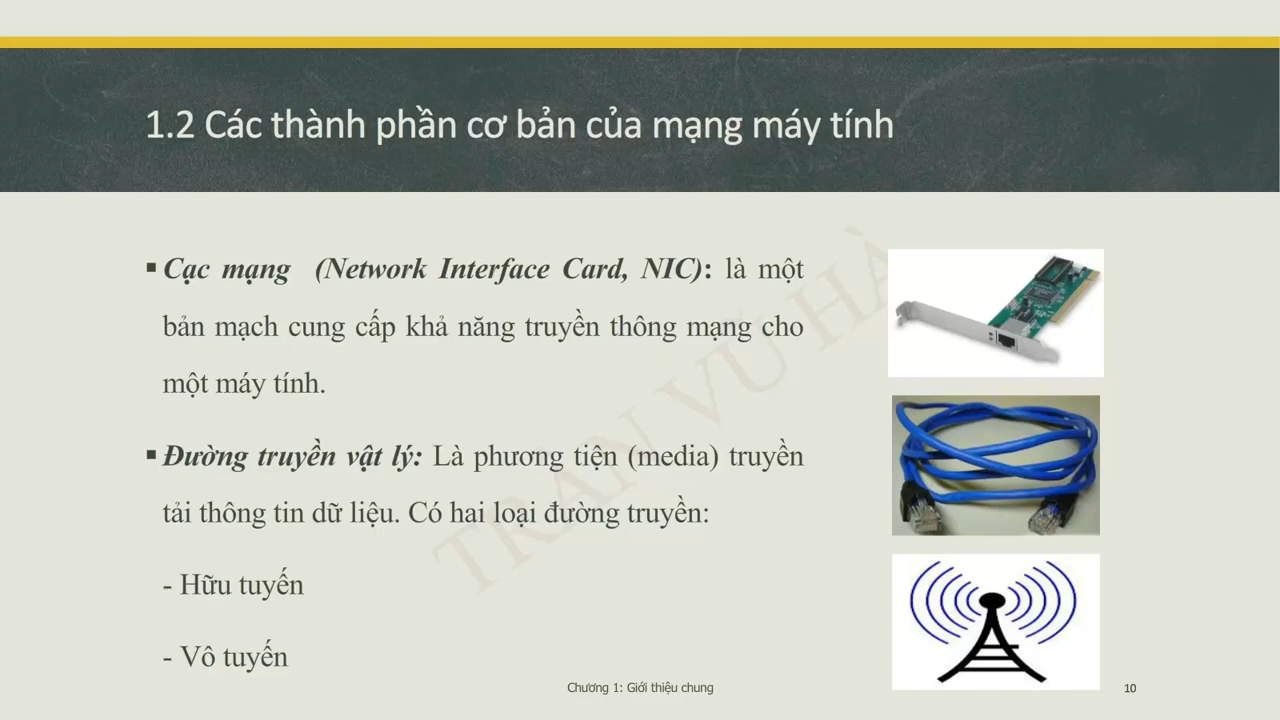 1.2 Các thành phần cơ bản của mạng máy tính
▪ Cạc mạng (Network Interface Card, NIC): là một
bản mạch cung cấp khả năng truyền thông mạng cho
một máy tính.
▪ Đường truyền vật lý: Là phương tiện (media) truyền
tải thông tin dữ liệu. Có hai loại đường truyền:
- Hữu tuyến
- Vô tuyến
TRẦN VŨ HÀ
Chương 1: Giới thiệu chung
10